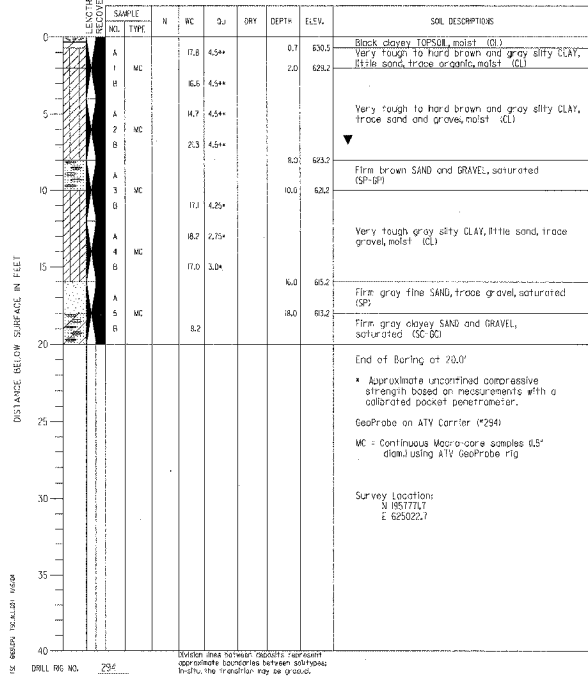 LENGTH
RECOVE
SAMPLE
NO. TYPE N WC Qu DRY DEPTH ELEV. SOIL DESCRIPTIONS
0
Black clayey TOPSOIL, moist (CL)
A 17.8 4.5+* 0.7 630.5
Very tough to hard brown and gray silty CLAY,
little sand, trace organic, moist (CL)
1 MC 2.0 629.2
B 16.6 4.5+*
5
A 14.7 4.5+*
Very tough to hard brown and gray silty CLAY,
trace sand and gravel, moist (CL)
2 MC
B 21.3 4.5+*
8.0 623.2
A
Firm brown SAND and GRAVEL, saturated
(SP-GP)
10
3 MC 10.0 621.2
B 17.1 4.25*
A 18.2 2.75*
Very tough gray silty CLAY, little sand, trace
gravel, moist (CL)
4 MC
15
B 17.0 3.0*
16.0 615.2
A
Firm gray fine SAND, trace gravel, saturated
(SP)
5 MC 18.0 613.2
B 8.2
Firm gray clayey SAND and GRAVEL,
saturated (SC-GC)
20
End of Boring at 20.0'
* Approximate unconfined compressive
strength based on measurements with a
calibrated pocket penetrometer.
GeoProbe on ATV Carrier (#294)
MC = Continuous Macro-core samples (1.5"
diam.) using ATV GeoProbe rig
Survey Location:
N 1957771.7
E 625022.7
25
30
35
40
DISTANCE BELOW SURFACE IN FEET
DRILL RIG NO. 294
Division lines between deposits represent
approximate boundaries between soil types;
in-situ, the transition may be gradual.